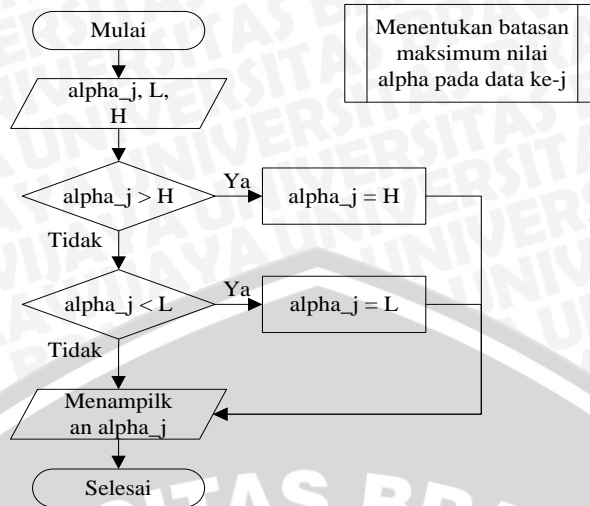 Mulai
Menentukan batasan
maksimum nilai
alpha pada data ke-j
alpha_j, L,
H
alpha_j > H
Ya
alpha_j = H
Tidak
alpha_j < L
Ya
alpha_j = L
Tidak
Menampilk
an alpha_j
Selesai